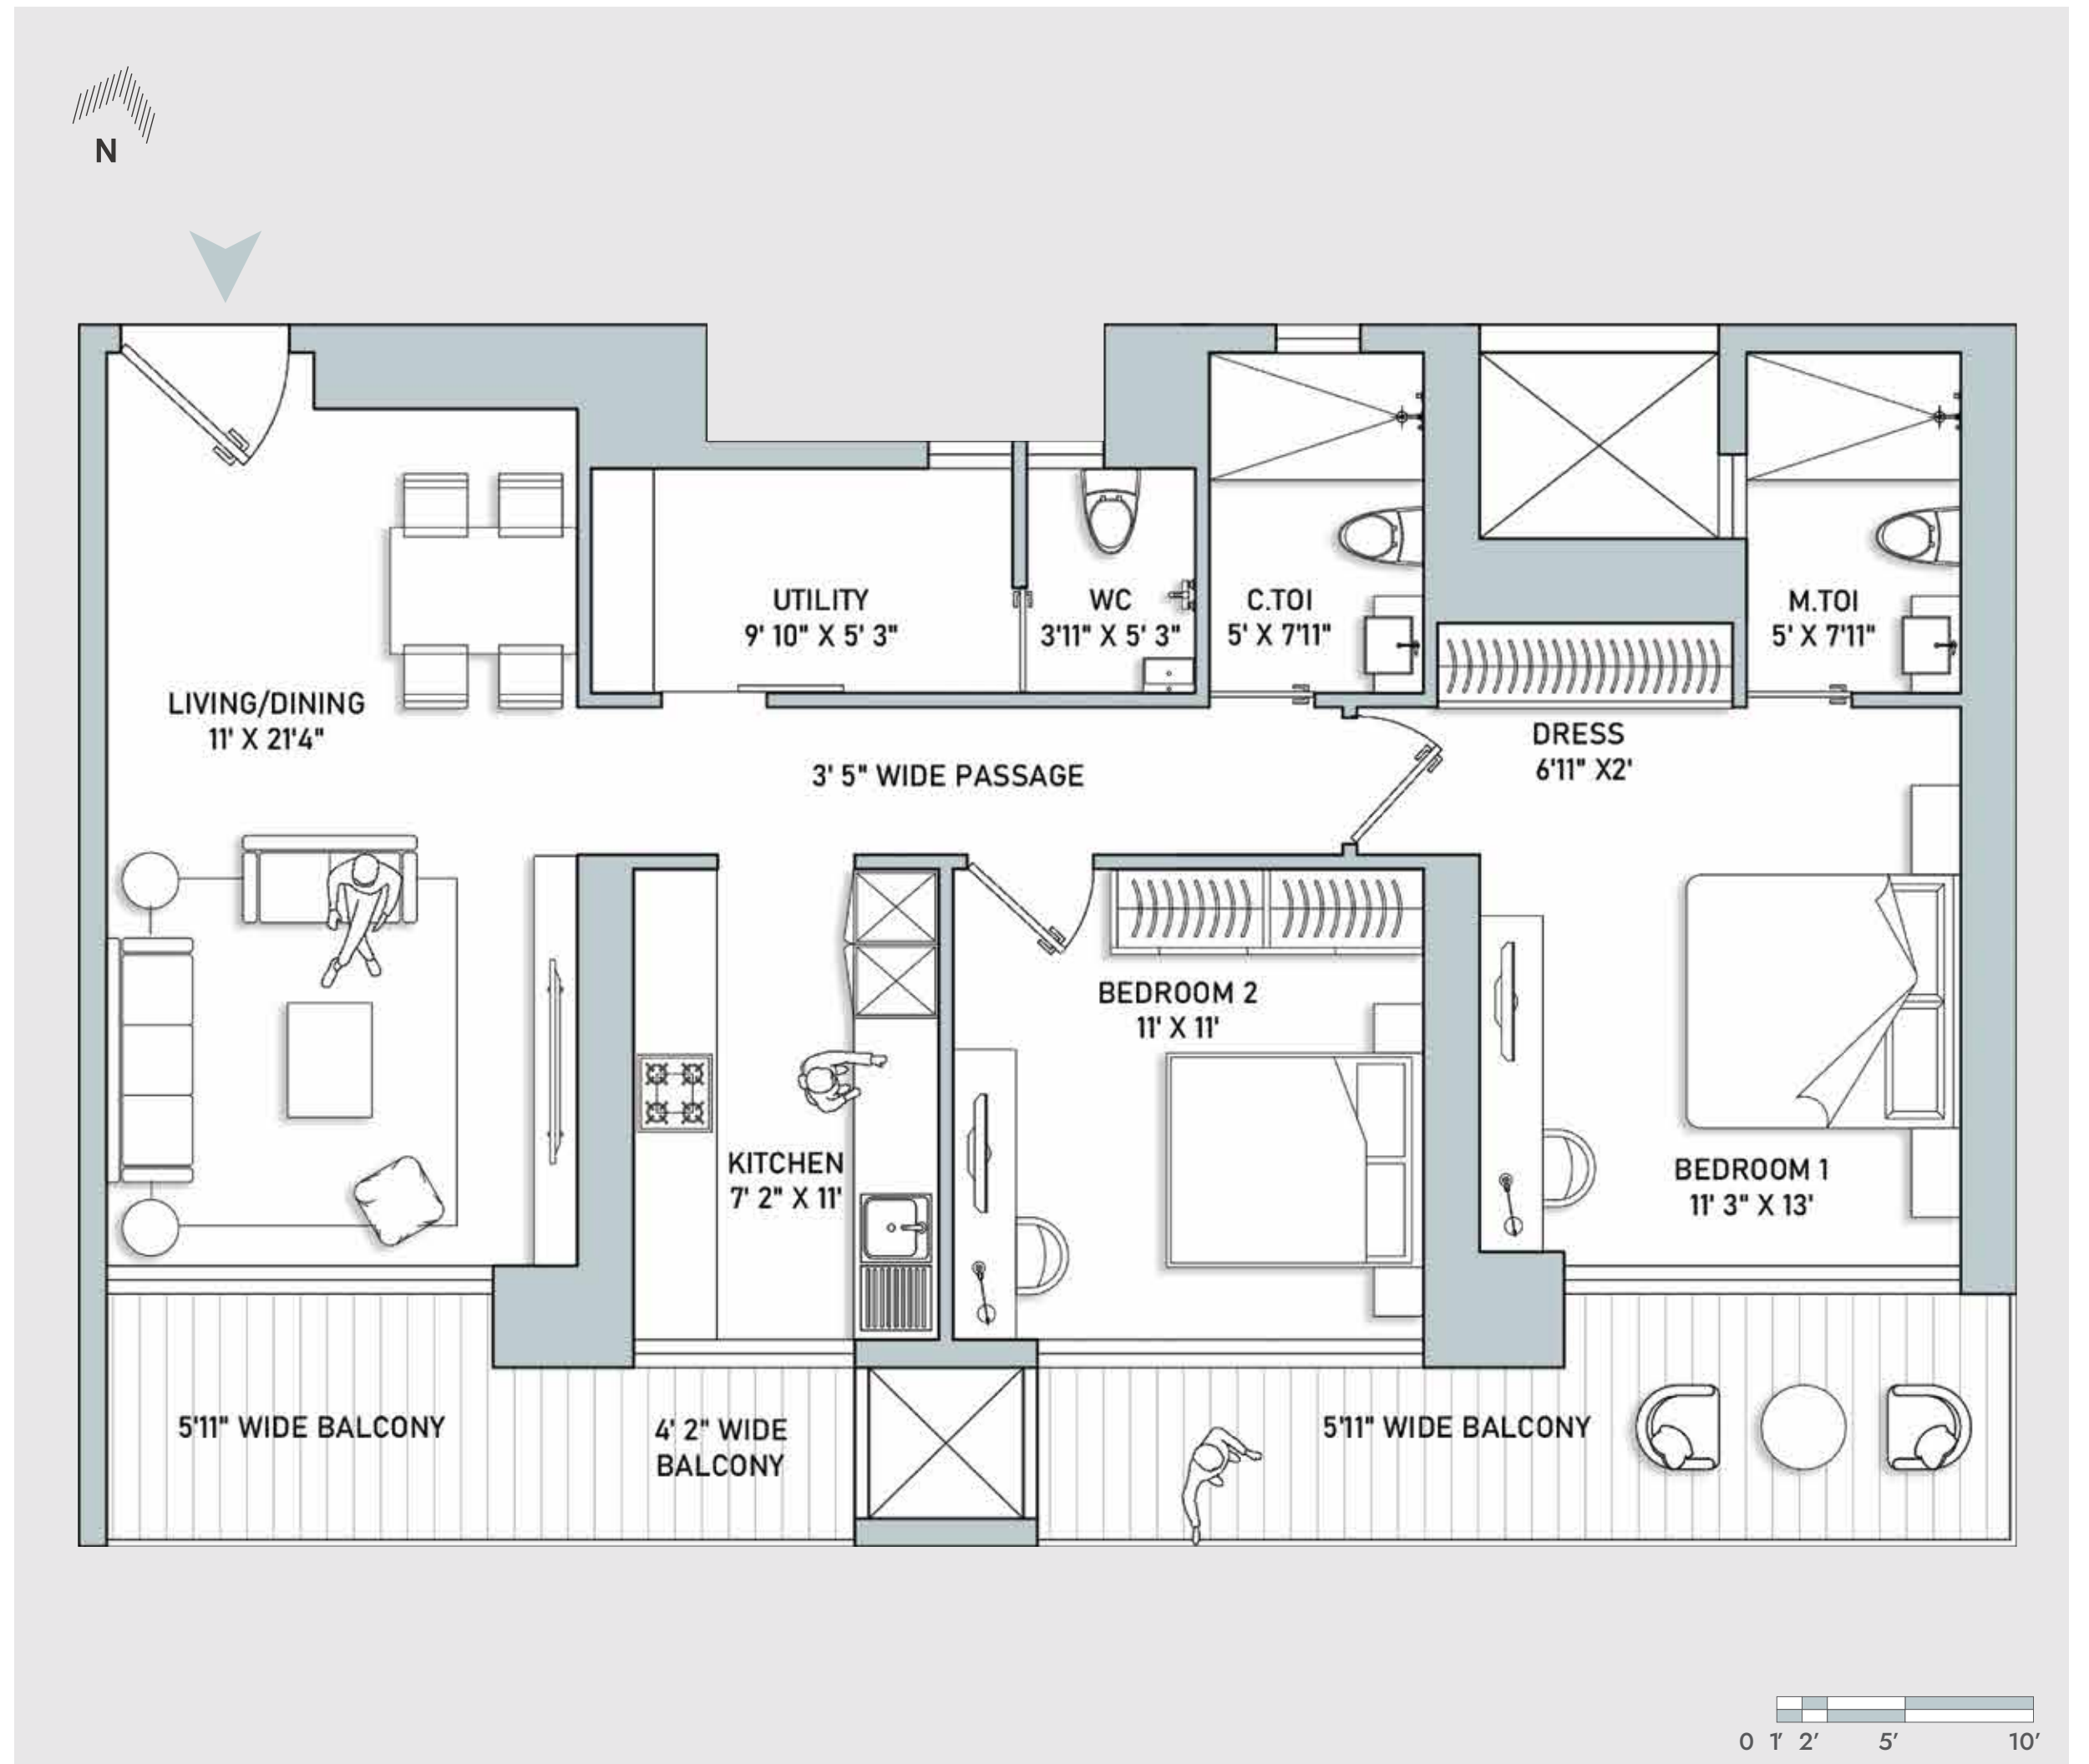 N
UTILITY
9' 10" X 5' 3"
WC
3'11" X 5' 3"
C.TOI
5' X 7'11"
M.TOI
5' X 7'11"
LIVING/DINING
11' X 21'4"
3' 5" WIDE PASSAGE
DRESS
6'11" X2'
BEDROOM 2
11' X 11'
KITCHEN
7' 2" X 11'
BEDROOM 1
11' 3" X 13'
5'11" WIDE BALCONY
4' 2" WIDE
BALCONY
5'11" WIDE BALCONY
0 1' 2' 5' 10'